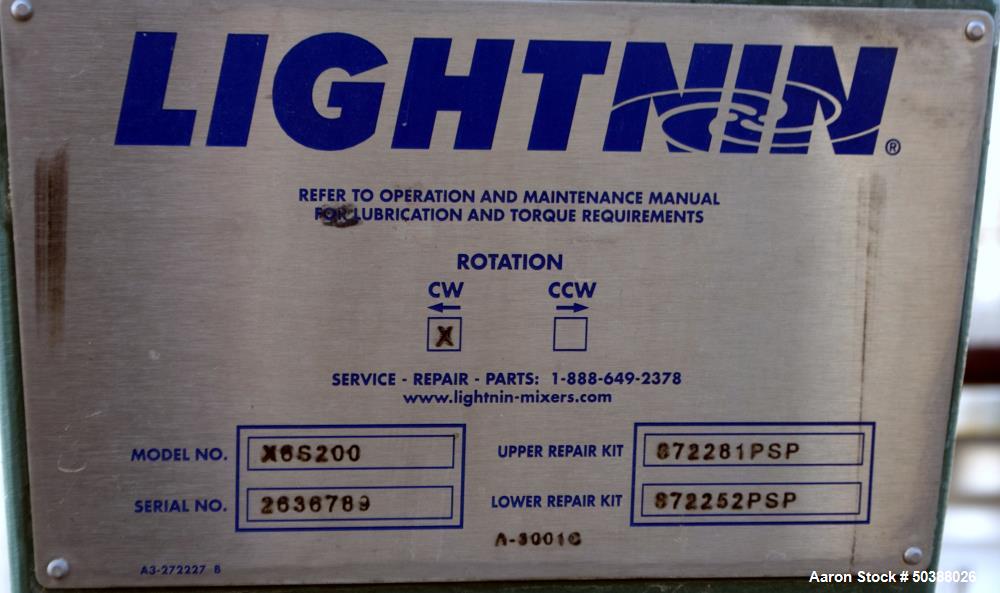 LIGHTNIN®
REFER TO OPERATION AND MAINTENANCE MANUAL
FOR LUBRICATION AND TORQUE REQUIREMENTS
ROTATION
CW CCW
X
SERVICE - REPAIR - PARTS: 1-888-649-2378
www.lightnin-mixers.com
MODEL NO. X6S200 UPPER REPAIR KIT 872281PSP
SERIAL NO. 2636789 LOWER REPAIR KIT 872252PSP
A3-272227 B
Aaron Stock # 50388026